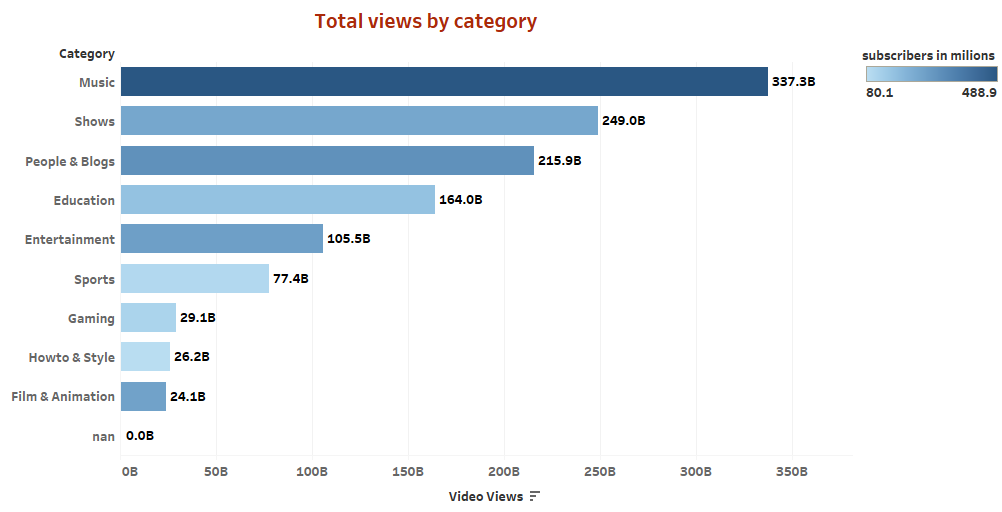 Total views by category
Category
subscribers in milions
80.1 488.9
Music 337.3B
Shows 249.0B
People & Blogs 215.9B
Education 164.0B
Entertainment 105.5B
Sports 77.4B
Gaming 29.1B
Howto & Style 26.2B
Film & Animation 24.1B
nan 0.0B
0B 50B 100B 150B 200B 250B 300B 350B
Video Views